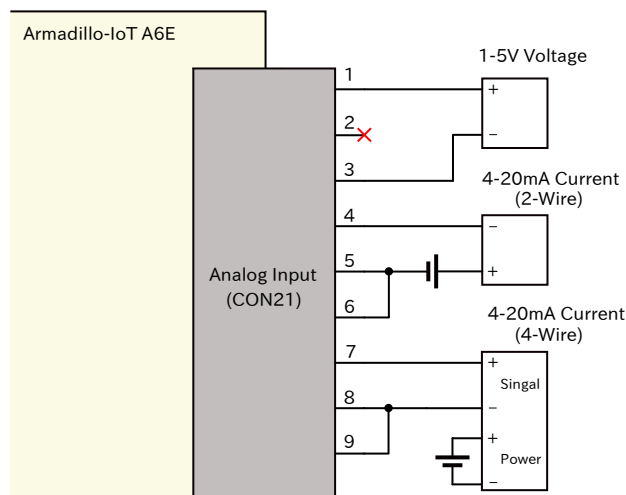 Armadillo-IoT A6E
Analog Input
(CON21)
1
2
3
4
5
6
7
8
9
1-5V Voltage
+
−
4-20mA Current
(2-Wire)
−
+
4-20mA Current
(4-Wire)
+
Singal
−
+
Power
−